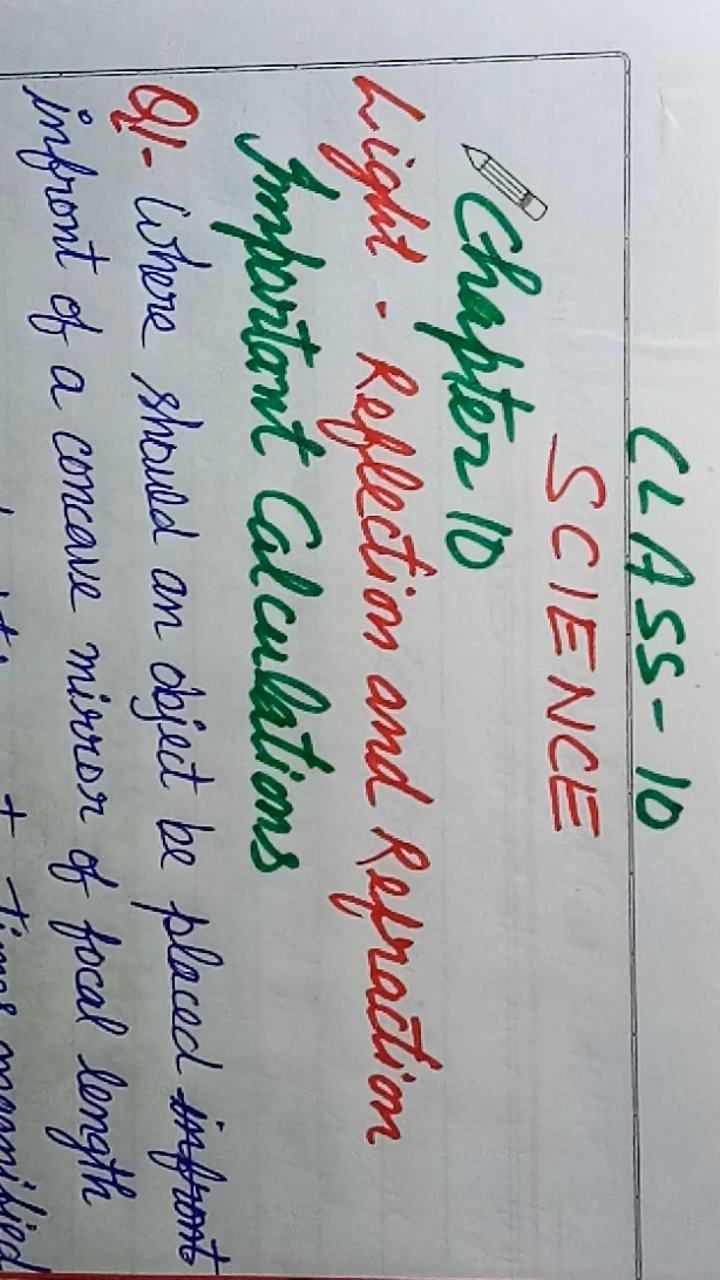 CLASS-10
SCIENCE
Chapter 10
Light - Reflection and Refraction
Important Calculations
Q1- Where should an object be placed infront
infront of a concave mirror of focal length
magnified